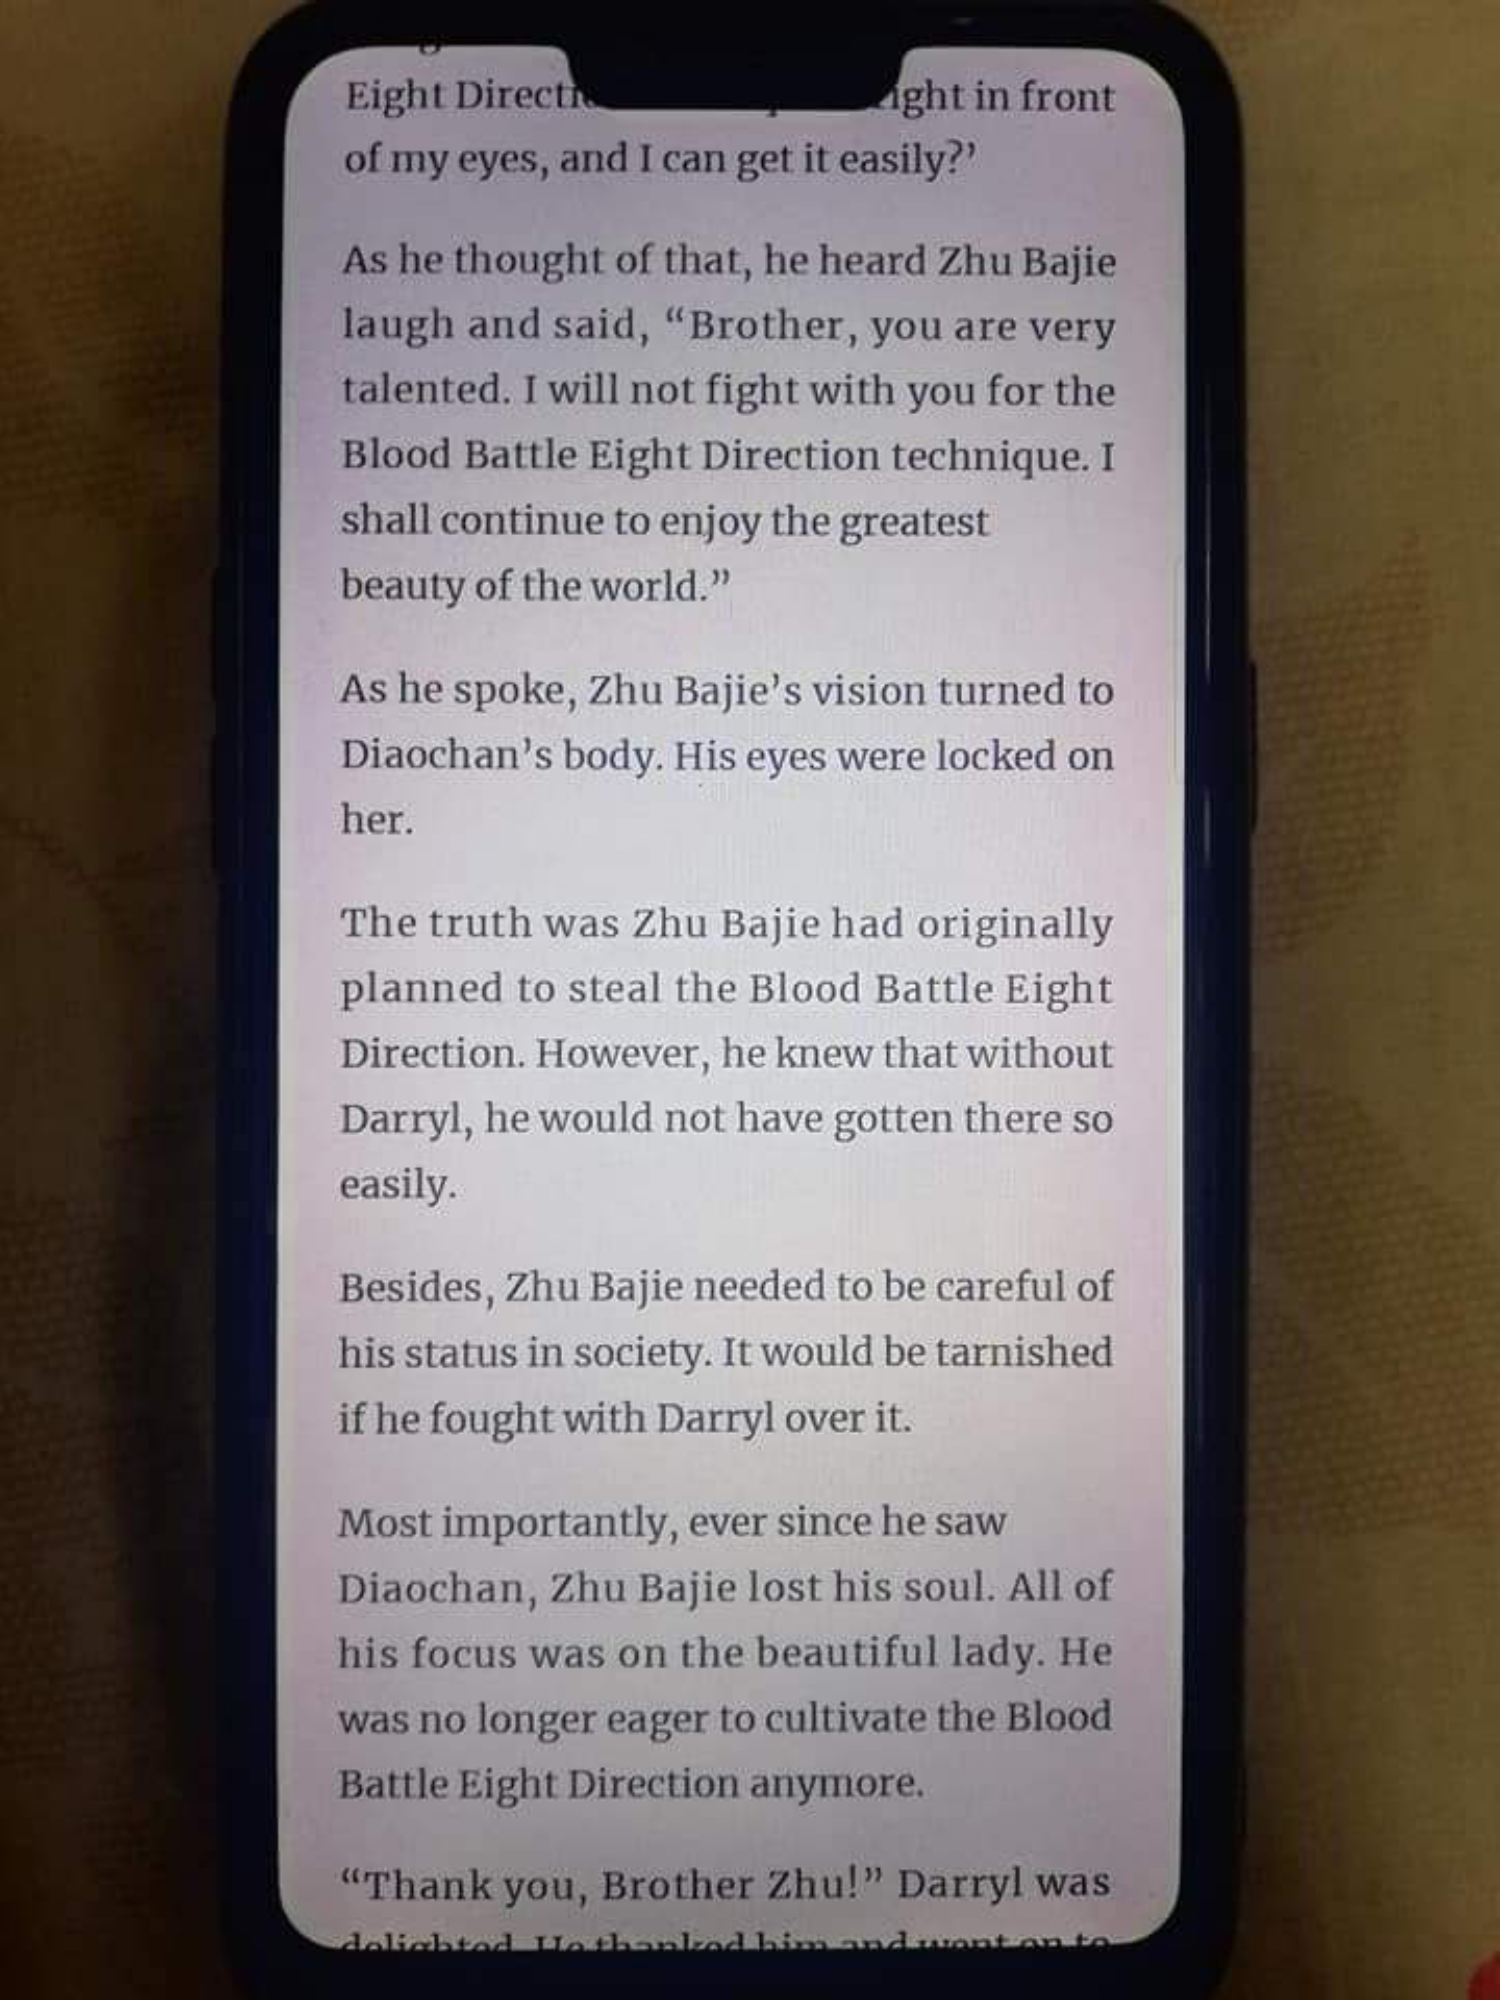 Eight ight in front
of my eyes, and I can get it easily?’
As he thought of that, he heard Zhu Bajie
laugh and said, “Brother, you are very
talented. I will not fight with you for the
Blood Battle Eight Direction technique. I
shall continue to enjoy the greatest
beauty of the world.”
As he spoke, Zhu Bajie’s vision turned to
Diaochan’s body. His eyes were locked on
her.
The truth was Zhu Bajie had originally
planned to steal the Blood Battle Eight
Direction. However, he knew that without
Darryl, he would not have gotten there so
easily.
Besides, Zhu Bajie needed to be careful of
his status in society. It would be tarnished
if he fought with Darryl over it.
Most importantly, ever since he saw
Diaochan, Zhu Bajie lost his soul. All of
his focus was on the beautiful lady. He
was no longer eager to cultivate the Blood
Battle Eight Direction anymore.
“Thank you, Brother Zhu!” Darryl was
delighted. He thanked him and went on to